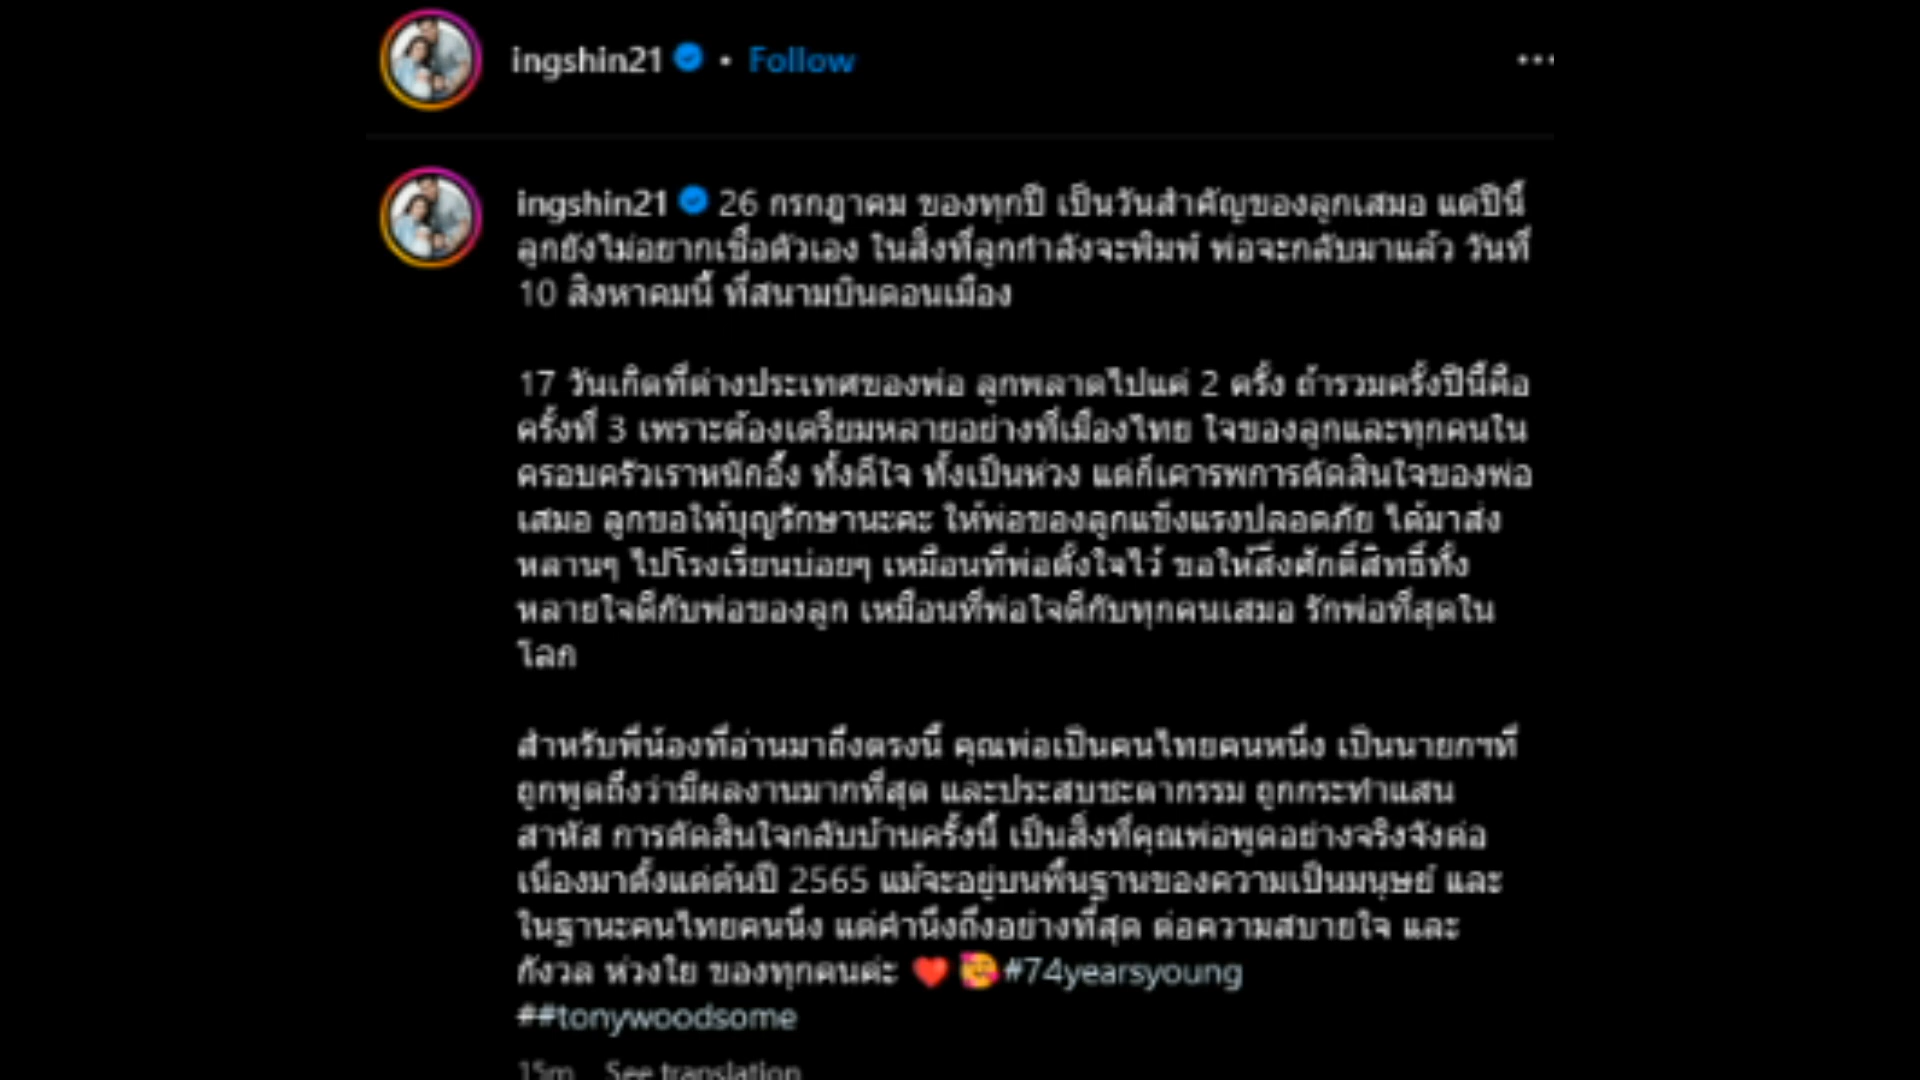 ingshin21 • Follow
ingshin21 26 กรกฎาคม ของทุกปี เป็นวันสำคัญของลูกเสมอ แต่ปีนี้
ลูกยังไม่อยากเชื่อตัวเอง ในสิ่งที่ลูกกำลังจะพิมพ์ พ่อจะกลับมาแล้ว วันที่
10 สิงหาคมนี้ ที่สนามบินดอนเมือง
17 วันเกิดที่ต่างประเทศของพ่อ ลูกพลาดไปแค่ 2 ครั้ง ถ้ารวมครั้งปีนี้คือ
ครั้งที่ 3 เพราะต้องเตรียมหลายอย่างที่เมืองไทย ใจของลูกและทุกคนใน
ครอบครัวเราหนักอึ้ง ทั้งดีใจ ทั้งเป็นห่วง แต่ก็เคารพการตัดสินใจของพ่อ
เสมอ ลูกขอให้บุญรักษานะคะ ให้พ่อของลูกแข็งแรงปลอดภัย ได้มาส่ง
หลานๆ ไปโรงเรียนบ่อยๆ เหมือนที่พ่อตั้งใจไว้ ขอให้สิ่งศักดิ์สิทธิ์ทั้ง
หลายใจดีกับพ่อของลูก เหมือนที่พ่อใจดีกับทุกคนเสมอ รักพ่อที่สุดใน
โลก
สำหรับพี่น้องที่อ่านมาถึงตรงนี้ คุณพ่อเป็นคนไทยคนหนึ่ง เป็นนายกฯที่
ถูกพูดถึงว่ามีผลงานมากที่สุด และประสบชะตากรรม ถูกกระทำแสน
สาหัส การตัดสินใจกลับบ้านครั้งนี้ เป็นสิ่งที่คุณพ่อพูดอย่างจริงจังต่อ
เนื่องมาตั้งแต่ต้นปี 2565 แม้จะอยู่บนพื้นฐานของความเป็นมนุษย์ และ
ในฐานะคนไทยคนนึง แต่คำนึงถึงอย่างที่สุด ต่อความสบายใจ และ
กังวล ห่วงใย ของทุกคนค่ะ ❤️ 🥰#74yearsyoung
##tonywoodsome
15m See translation